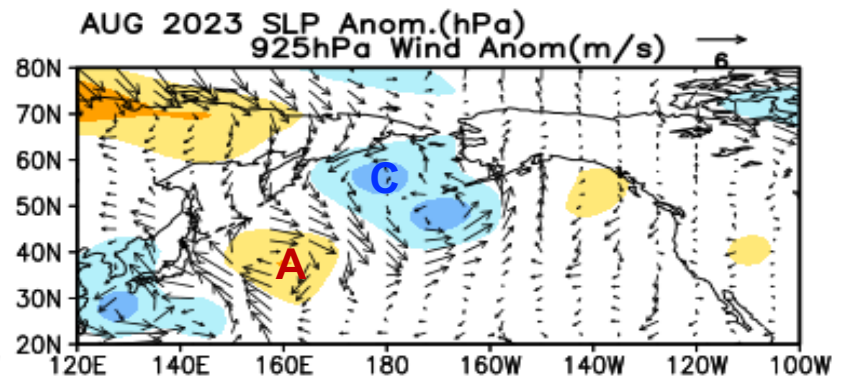 AUG 2023 SLP Anom.(hPa)
925hPa Wind Anom(m/s)
6
80N
70N
60N
50N
40N
30N
20N
C
A
120E 140E 160E 180 160W 140W 120W 100W